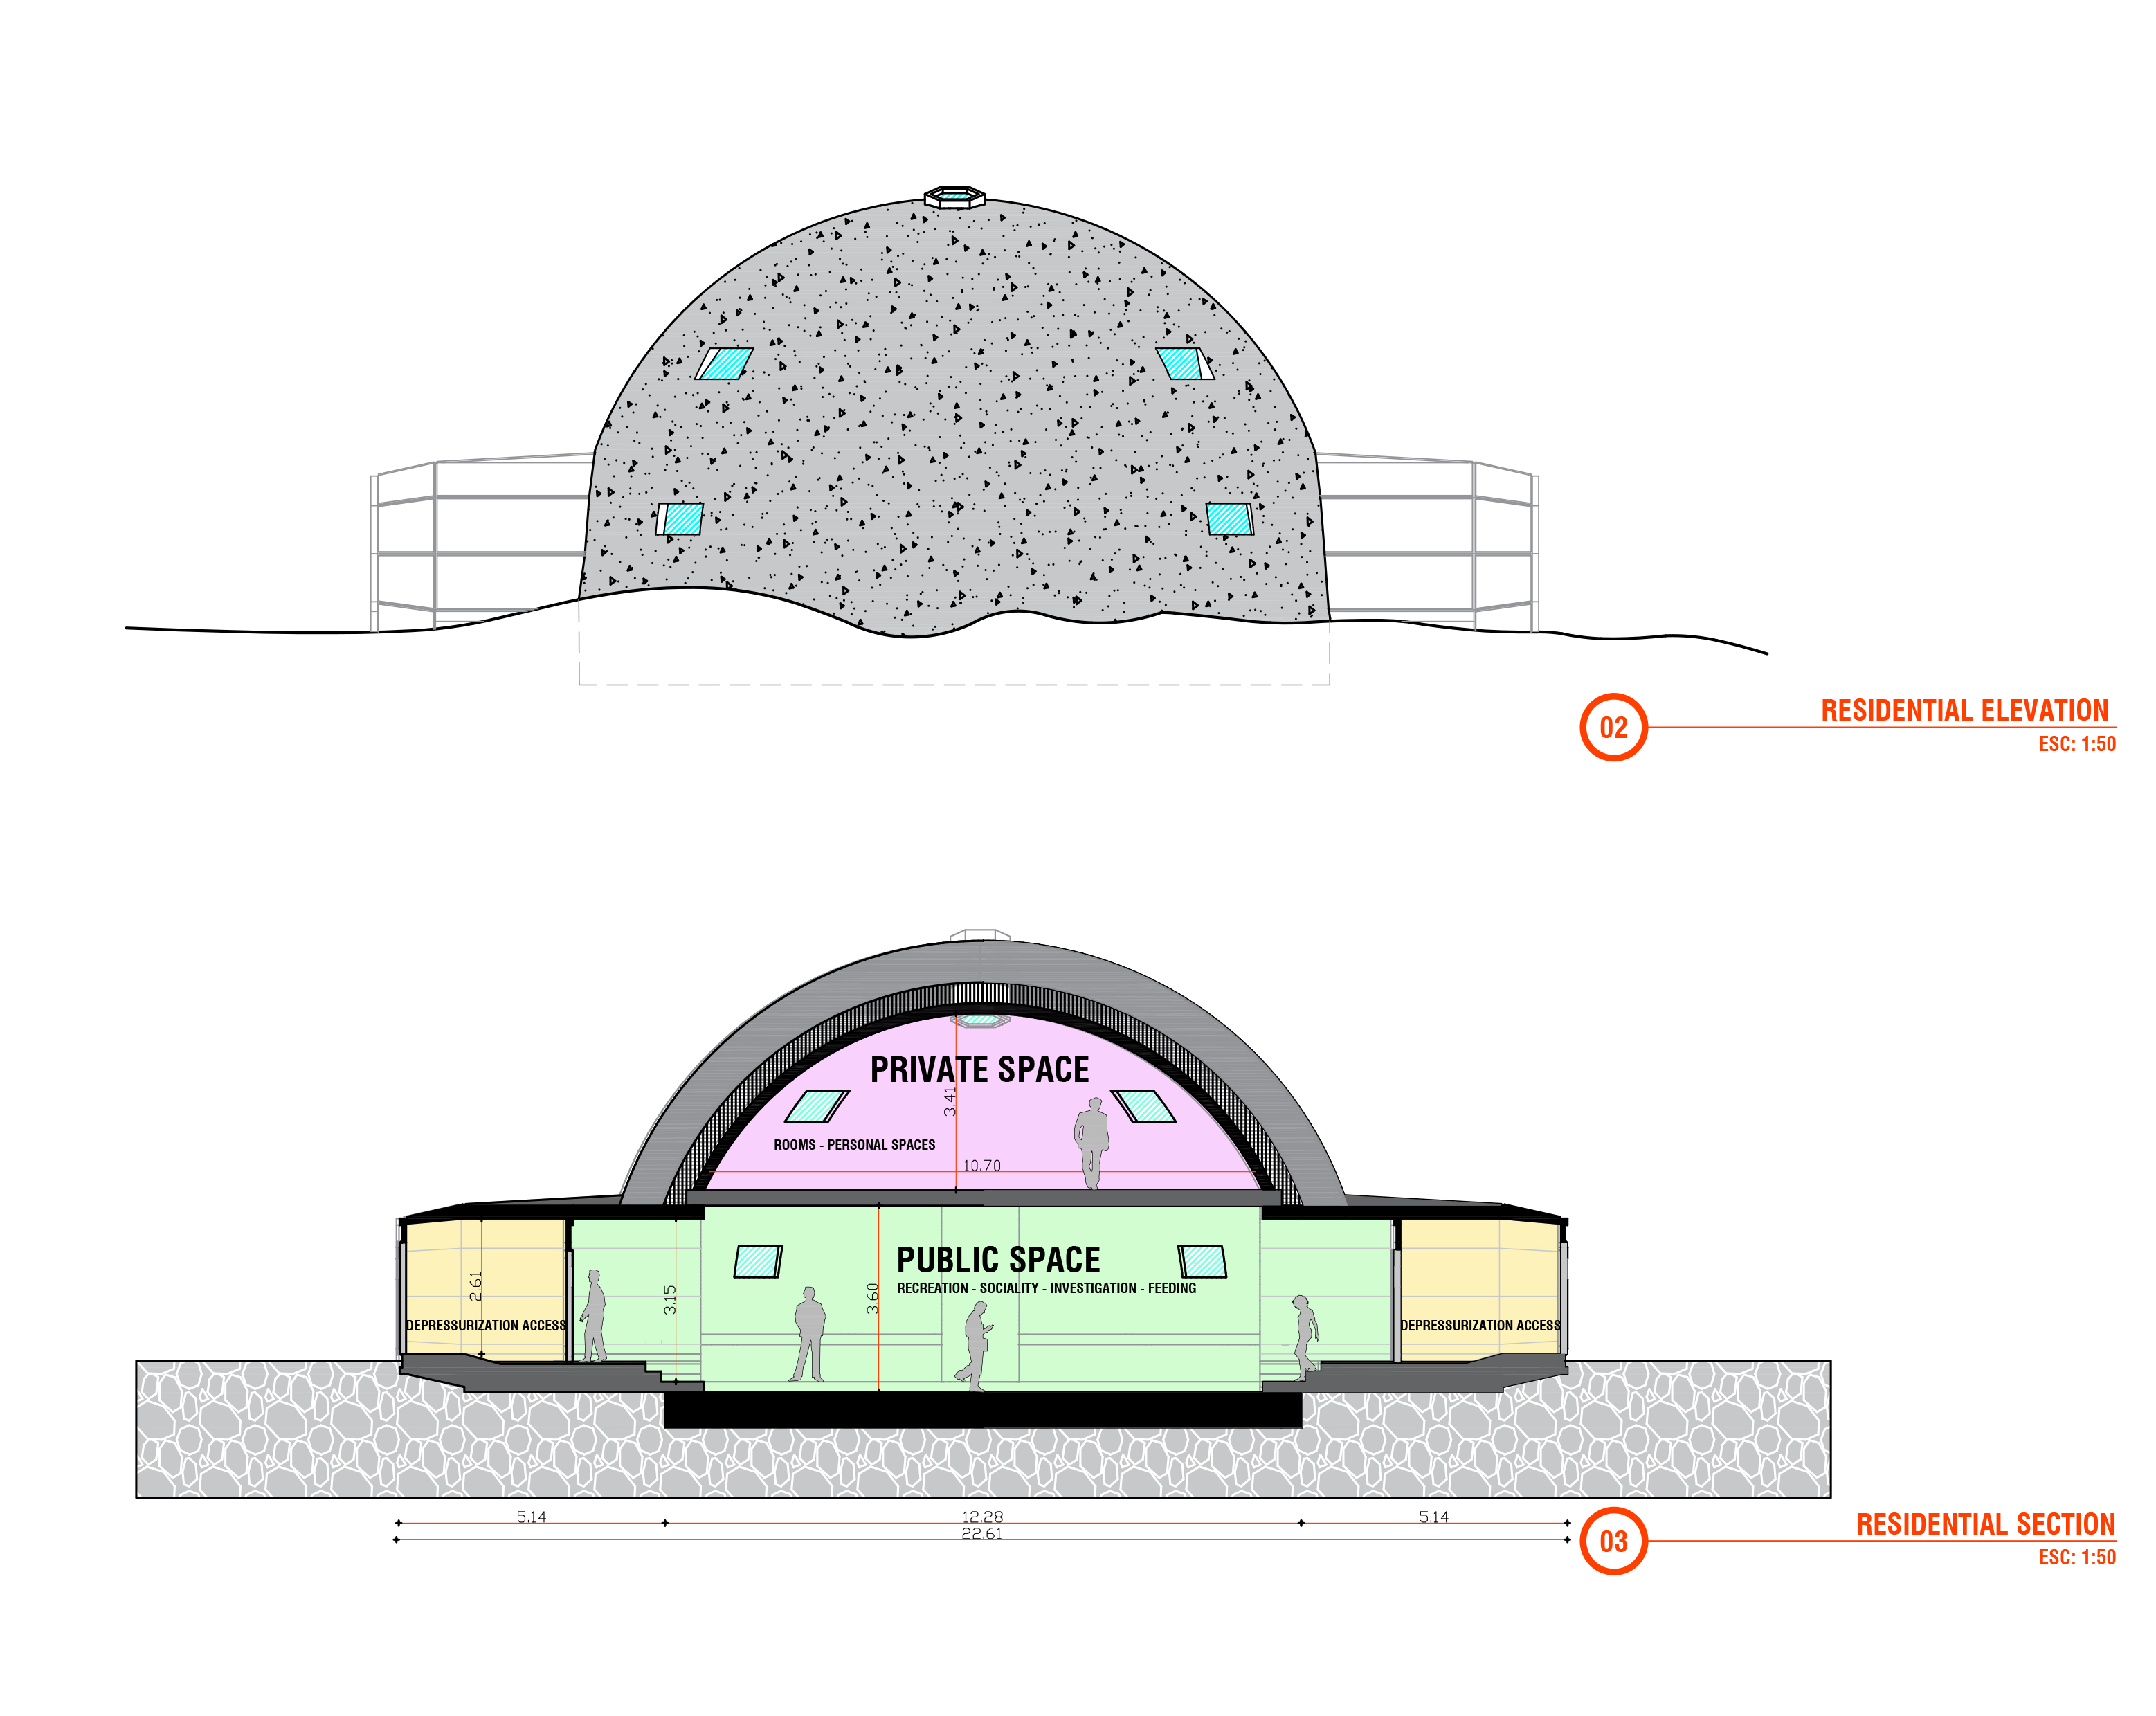 02
RESIDENTIAL ELEVATION
ESC: 1:50
PRIVATE SPACE
3.41
ROOMS - PERSONAL SPACES
10.70
PUBLIC SPACE
RECREATION - SOCIALITY - INVESTIGATION - FEEDING
2.61
3.15
3.60
DEPRESSURIZATION ACCESS
DEPRESSURIZATION ACCESS
5.14
12.28
5.14
22.61
03
RESIDENTIAL SECTION
ESC: 1:50